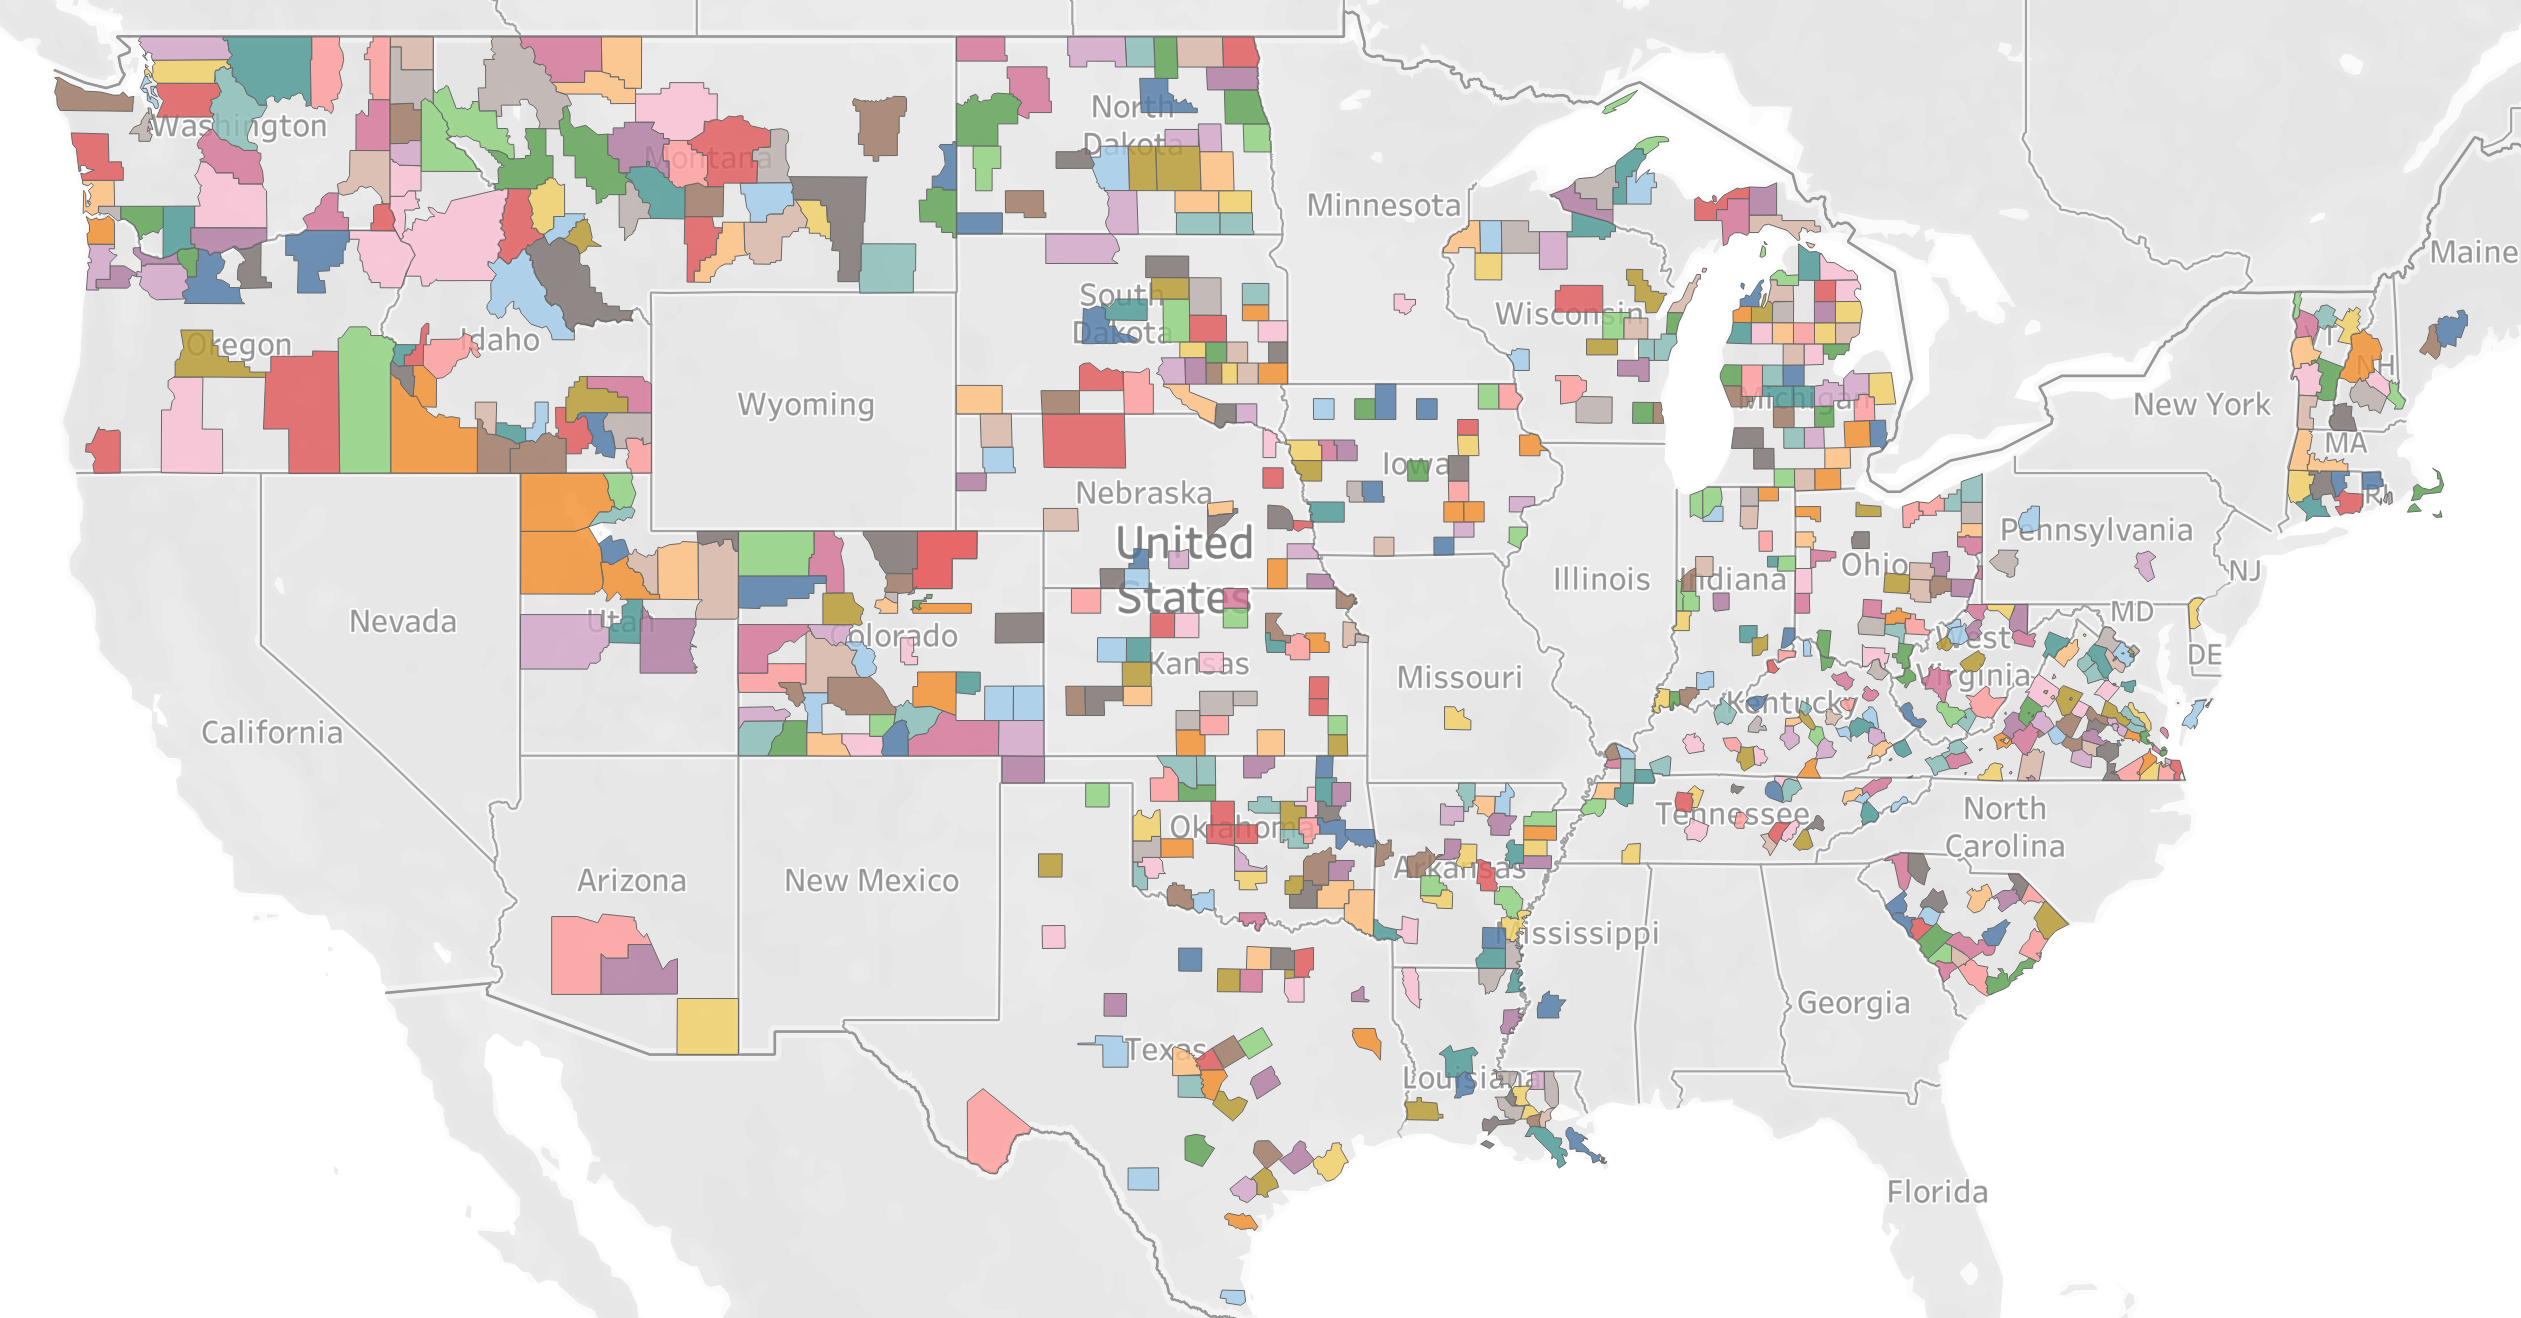 Washington
North
Dakota
Montana
Minnesota
Maine
South
Dakota
Wisconsin
Oregon
Idaho
NH
Wyoming
Michigan
New York
MA
Iowa
Nebraska
RI
Pennsylvania
United
States
Ohio
NJ
Illinois
Indiana
Nevada
Utah
MD
Colorado
West
Virginia
DE
Kansas
Missouri
Kentucky
California
North
Carolina
Tennessee
Oklahoma
Arkansas
Arizona
New Mexico
Mississippi
Georgia
Texas
Louisiana
Florida